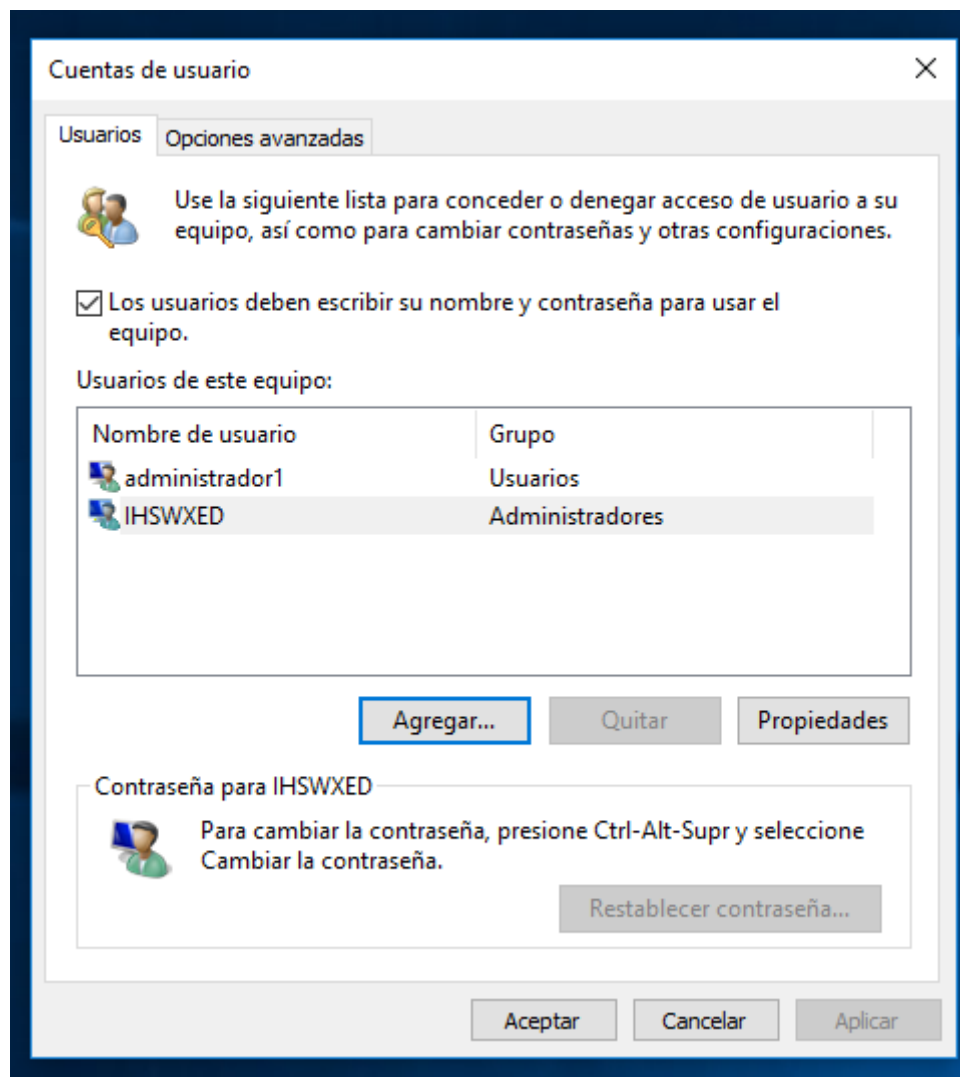 Cuentas de usuario
Usuarios
Opciones avanzadas
Use la siguiente lista para conceder o denegar acceso de usuario a su
equipo, así como para cambiar contraseñas y otras configuraciones.
Los usuarios deben escribir su nombre y contraseña para usar el
equipo.
Usuarios de este equipo:
Nombre de usuario Grupo
administrador1 Usuarios
IHSWXED Administradores
Agregar... Quitar Propiedades
Contraseña para IHSWXED
Para cambiar la contraseña, presione Ctrl-Alt-Supr y seleccione
Cambiar la contraseña.
Restablecer contraseña...
Aceptar Cancelar Aplicar